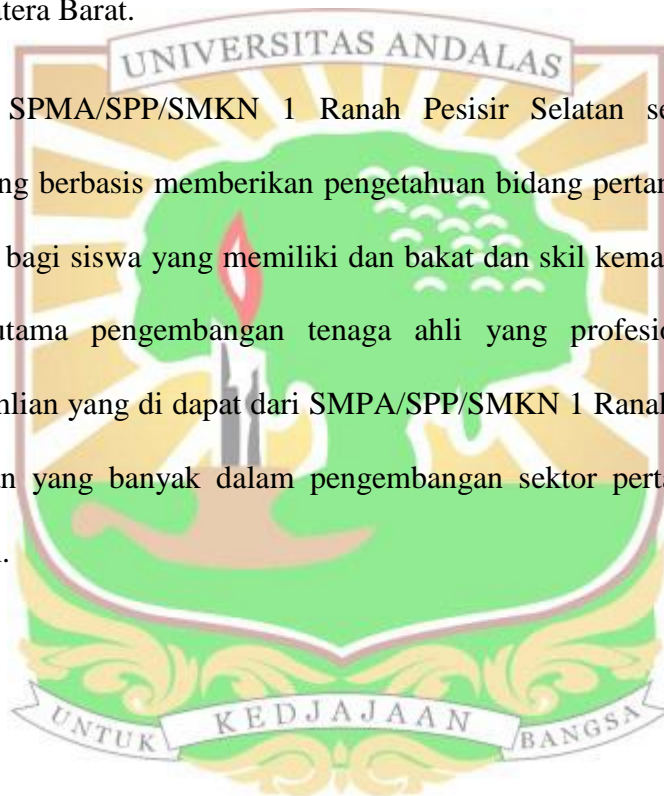 atera Barat.
UNIVERSITAS ANDALAS
SPMA/SPP/SMKN 1 Ranah Pesisir Selatan se
ng berbasis memberikan pengetahuan bidang pertan
bagi siswa yang memiliki dan bakat dan skil kema
utama pengembangan tenaga ahli yang profesio
hlian yang di dapat dari SMPA/SPP/SMKN 1 Ranah
n yang banyak dalam pengembangan sektor perta
UNTUK KEDJAJAAN BANGSA